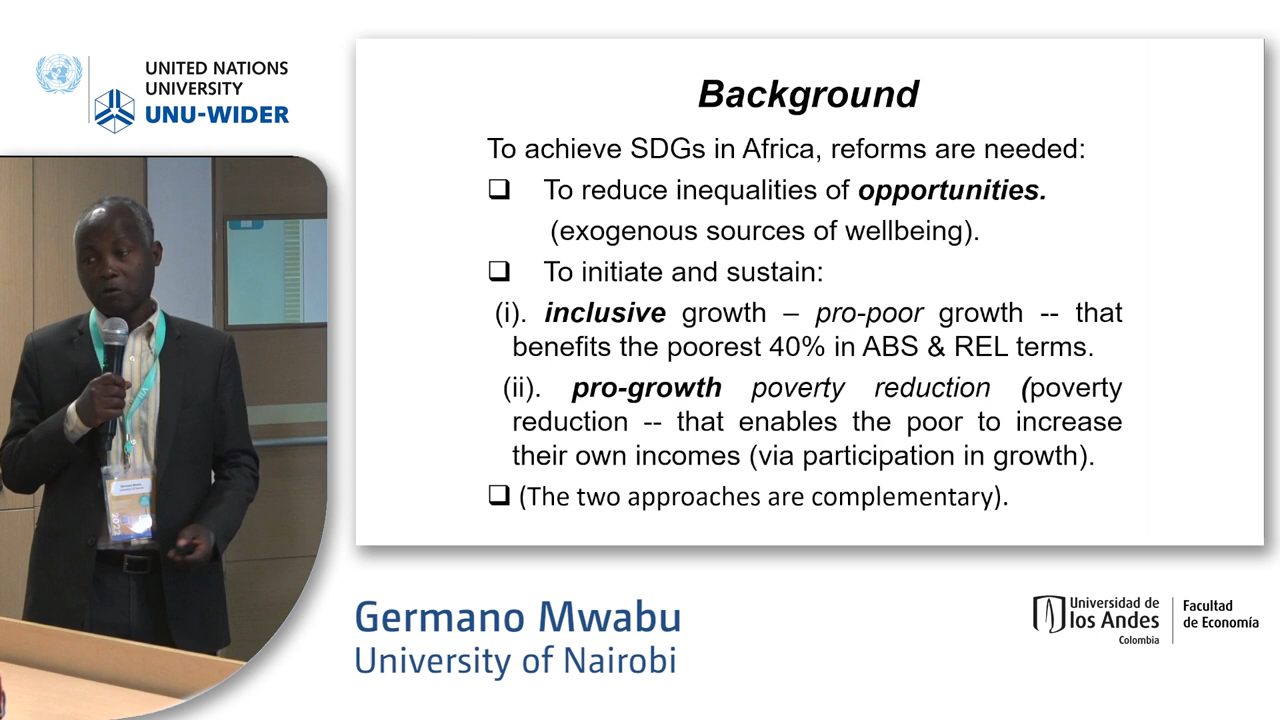 UNITED NATIONS
UNIVERSITY
UNU-WIDER
Background
To achieve SDGs in Africa, reforms are needed:
❑ To reduce inequalities of opportunities.
(exogenous sources of wellbeing).
❑ To initiate and sustain:
(i). inclusive growth – pro-poor growth -- that
benefits the poorest 40% in ABS & REL terms.
(ii). pro-growth poverty reduction (poverty
reduction -- that enables the poor to increase
their own incomes (via participation in growth).
❑ (The two approaches are complementary).
Germano Mwabu
University of Nairobi
Universidad de
los Andes
Colombia
Facultad
de Economía